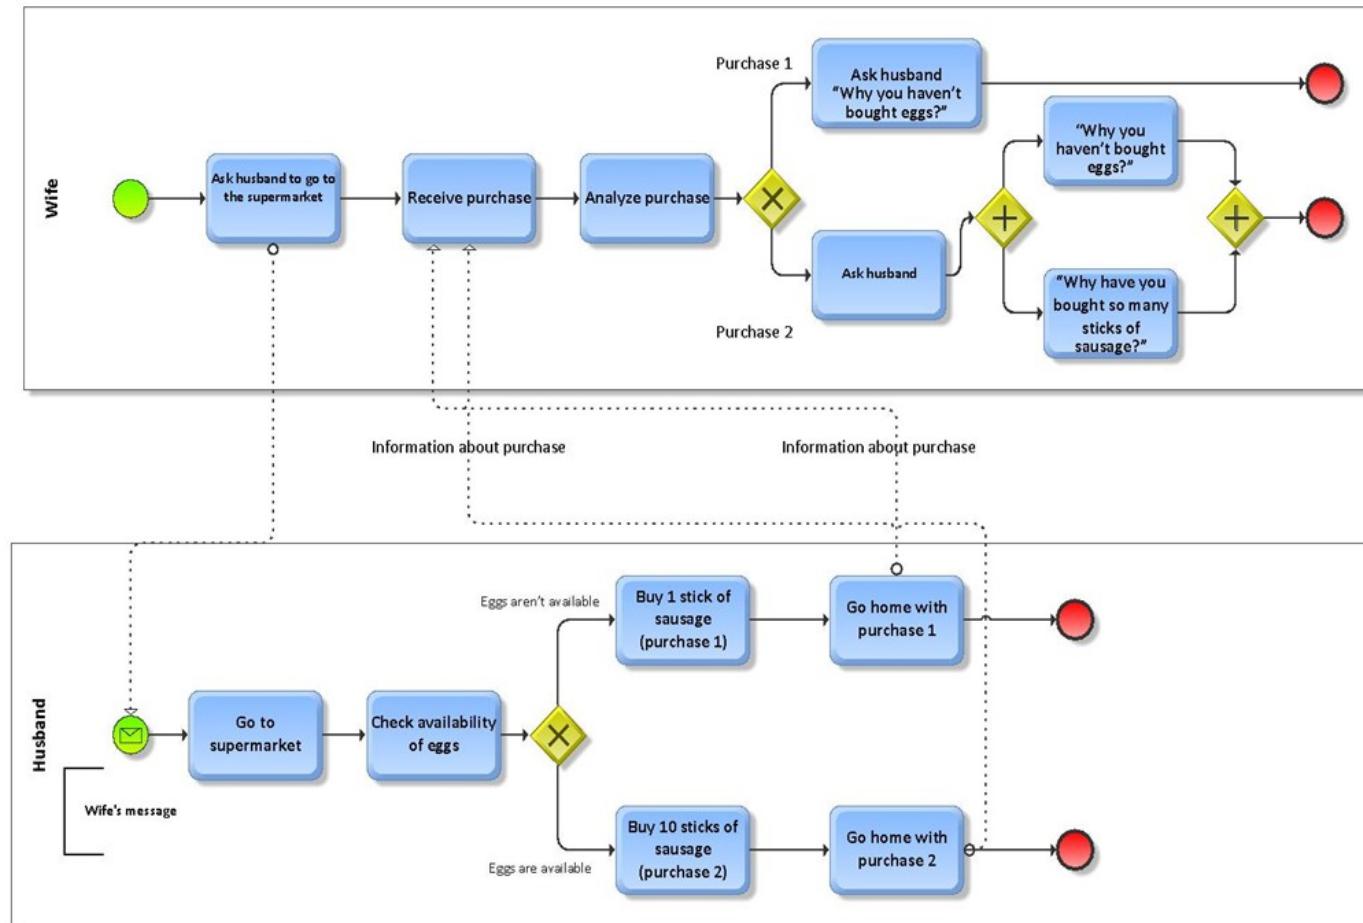 Wife
Ask husband to go to
the supermarket
Receive purchase
Analyze purchase
Purchase 1
Ask husband
“Why you haven’t
bought eggs?”
Purchase 2
Ask husband
“Why you
haven’t bought
eggs?”
“Why have you
bought so many
sticks of
sausage?”
Information about purchase
Information about purchase
Husband
Wife's message
Go to
supermarket
Check availability
of eggs
Eggs aren't available
Buy 1 stick of
sausage
(purchase 1)
Go home with
purchase 1
Eggs are available
Buy 10 sticks of
sausage
(purchase 2)
Go home with
purchase 2